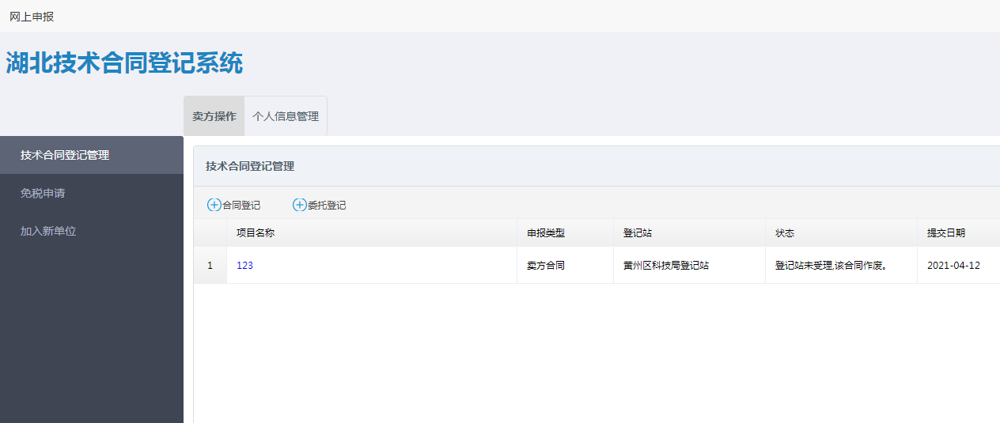 网上申报
湖北技术合同登记系统
卖方操作 个人信息管理
技术合同登记管理
免税申请
加入新单位
技术合同登记管理
合同登记 委托登记
项目名称 申报类型 登记站 状态 提交日期
1 123 卖方合同 黄州区科技局登记站 登记站未受理,该合同作废。 2021-04-12